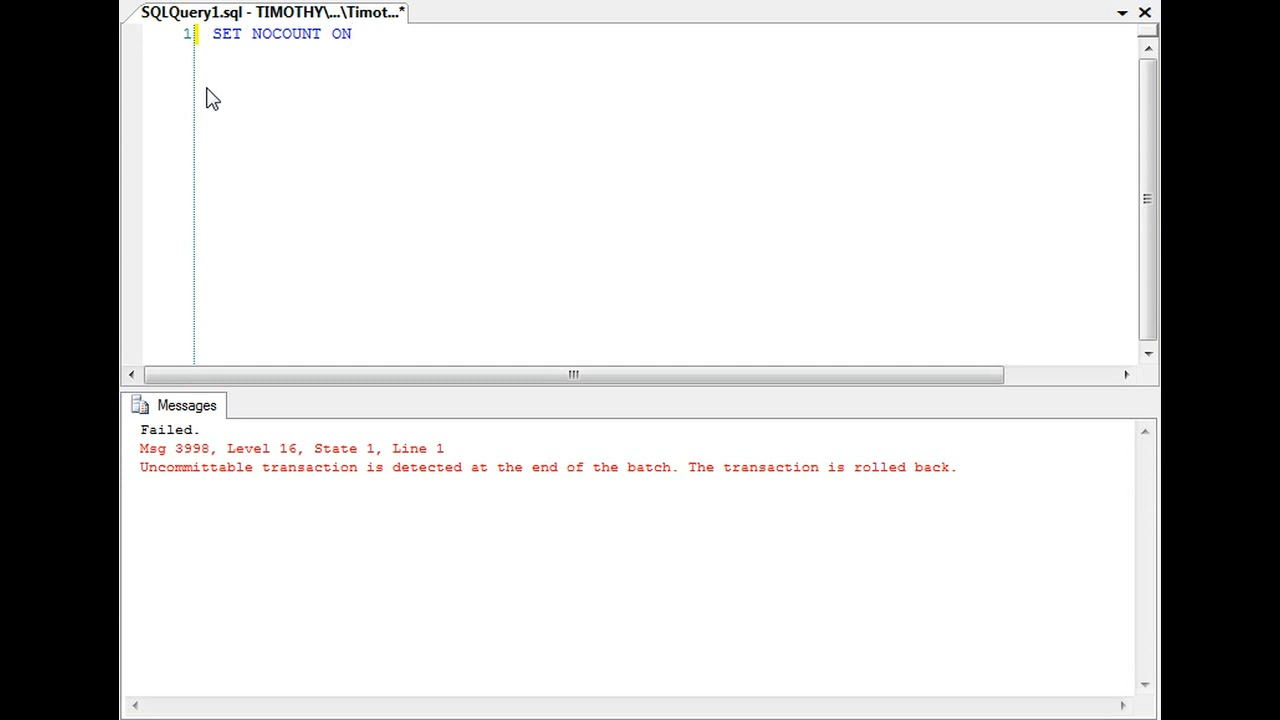 SQLQuery1.sql - TIMOTHY\...\Timot...*
1 SET NOCOUNT ON
Messages
Failed.
Msg 3998, Level 16, State 1, Line 1
Uncommittable transaction is detected at the end of the batch. The transaction is rolled back.